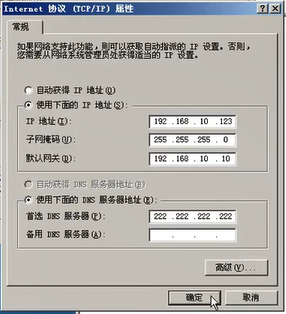 Internet 协议 (TCP/IP) 属性
常规
如果网络支持此功能，则可以获取自动指派的 IP 设置。否则，
您需要从网络系统管理员处获得适当的 IP 设置。
自动获得 IP 地址(O)
使用下面的 IP 地址(S):
IP 地址(I): 192 .168 .10 .123
子网掩码(U): 255 .255 .255 .0
默认网关(D): 192 .168 .10 .10
自动获得 DNS 服务器地址(B)
使用下面的 DNS 服务器地址(E):
首选 DNS 服务器(P): 222 .222 .222 .222
备用 DNS 服务器(A): . . .
高级(V)...
确定 取消